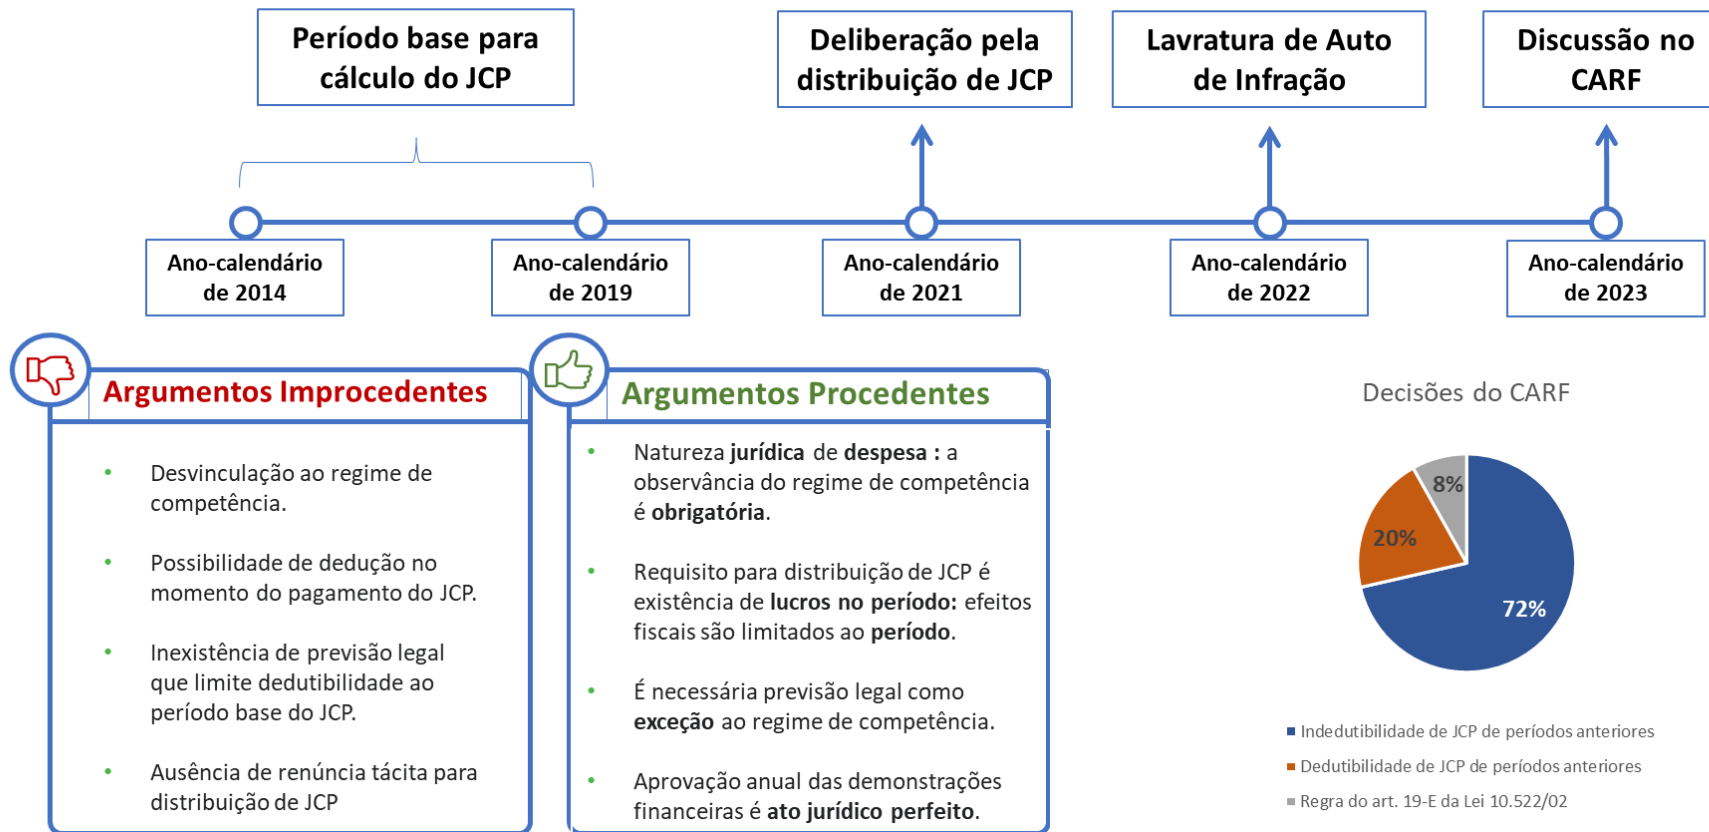 Período base para
cálculo do JCP
Deliberação pela
distribuição de JCP
Lavratura de Auto
de Infração
Discussão no
CARF
Ano-calendário
de 2014
Ano-calendário
de 2019
Ano-calendário
de 2021
Ano-calendário
de 2022
Ano-calendário
de 2023
Argumentos Improcedentes
• Desvinculação ao regime de
competência.
• Possibilidade de dedução no
momento do pagamento do JCP.
• Inexistência de previsão legal
que limite dedutibilidade ao
período base do JCP.
• Ausência de renúncia tácita para
distribuição de JCP
Argumentos Procedentes
• Natureza jurídica de despesa : a
observância do regime de competência
é obrigatória.
• Requisito para distribuição de JCP é
existência de lucros no período: efeitos
fiscais são limitados ao período.
• É necessária previsão legal como
exceção ao regime de competência.
• Aprovação anual das demonstrações
financeiras é ato jurídico perfeito.
Decisões do CARF
8%
20%
72%
Indedutibilidade de JCP de períodos anteriores
Dedutibilidade de JCP de períodos anteriores
Regra do art. 19-E da Lei 10.522/02